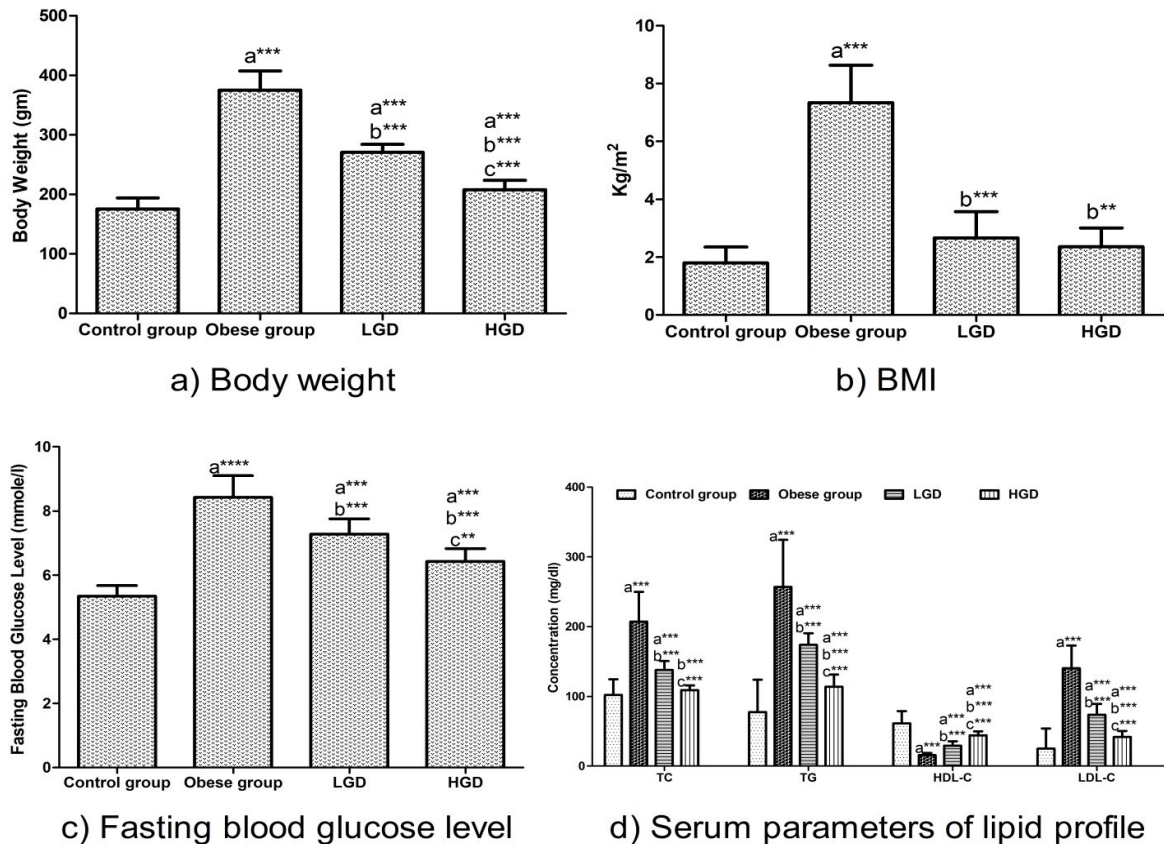 500
400
300
200
100
0
Body Weight (gm)
a***
a***
b***
a***
b***
c***
Control group Obese group LGD HGD
a) Body weight
10
8
6
4
2
0
Kg/m²
a***
b***
b**
Control group Obese group LGD HGD
b) BMI
10
8
6
4
2
0
Fasting Blood Glucose Level (mmole/l)
a****
a***
b***
a***
b***
c**
Control group Obese group LGD HGD
c) Fasting blood glucose level
Control group Obese group LGD HGD
400
300
200
100
0
Concentration (mg/dl)
a***
a***
b***
b***
c***
a***
a***
b***
a***
b***
c***
a***
a***
b***
a***
b***
c***
a***
a***
b***
a***
b***
c***
TC TG HDL-C LDL-C
d) Serum parameters of lipid profile